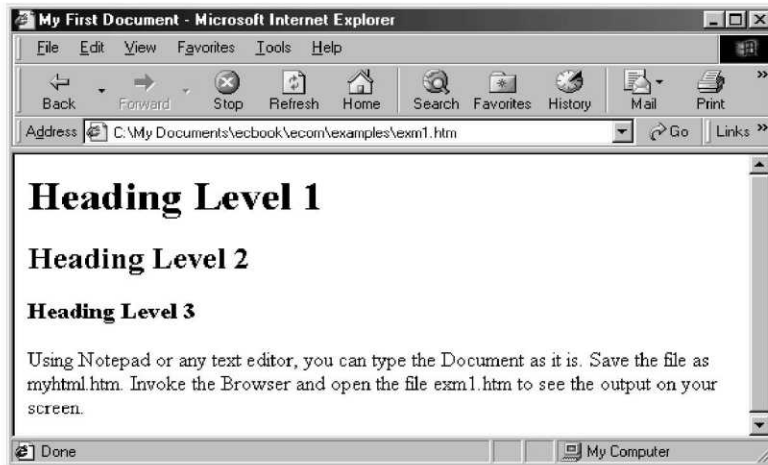 My First Document - Microsoft Internet Explorer
File Edit View Favorites Tools Help
Back Forward Stop Refresh Home Search Favorites History Mail Print »
Address C:\My Documents\ecbook\ecom\examples\exm1.htm Go Links »
Heading Level 1
Heading Level 2
Heading Level 3
Using Notepad or any text editor, you can type the Document as it is. Save the file as
myhtml.htm. Invoke the Browser and open the file exm1.htm to see the output on your
screen.
Done My Computer